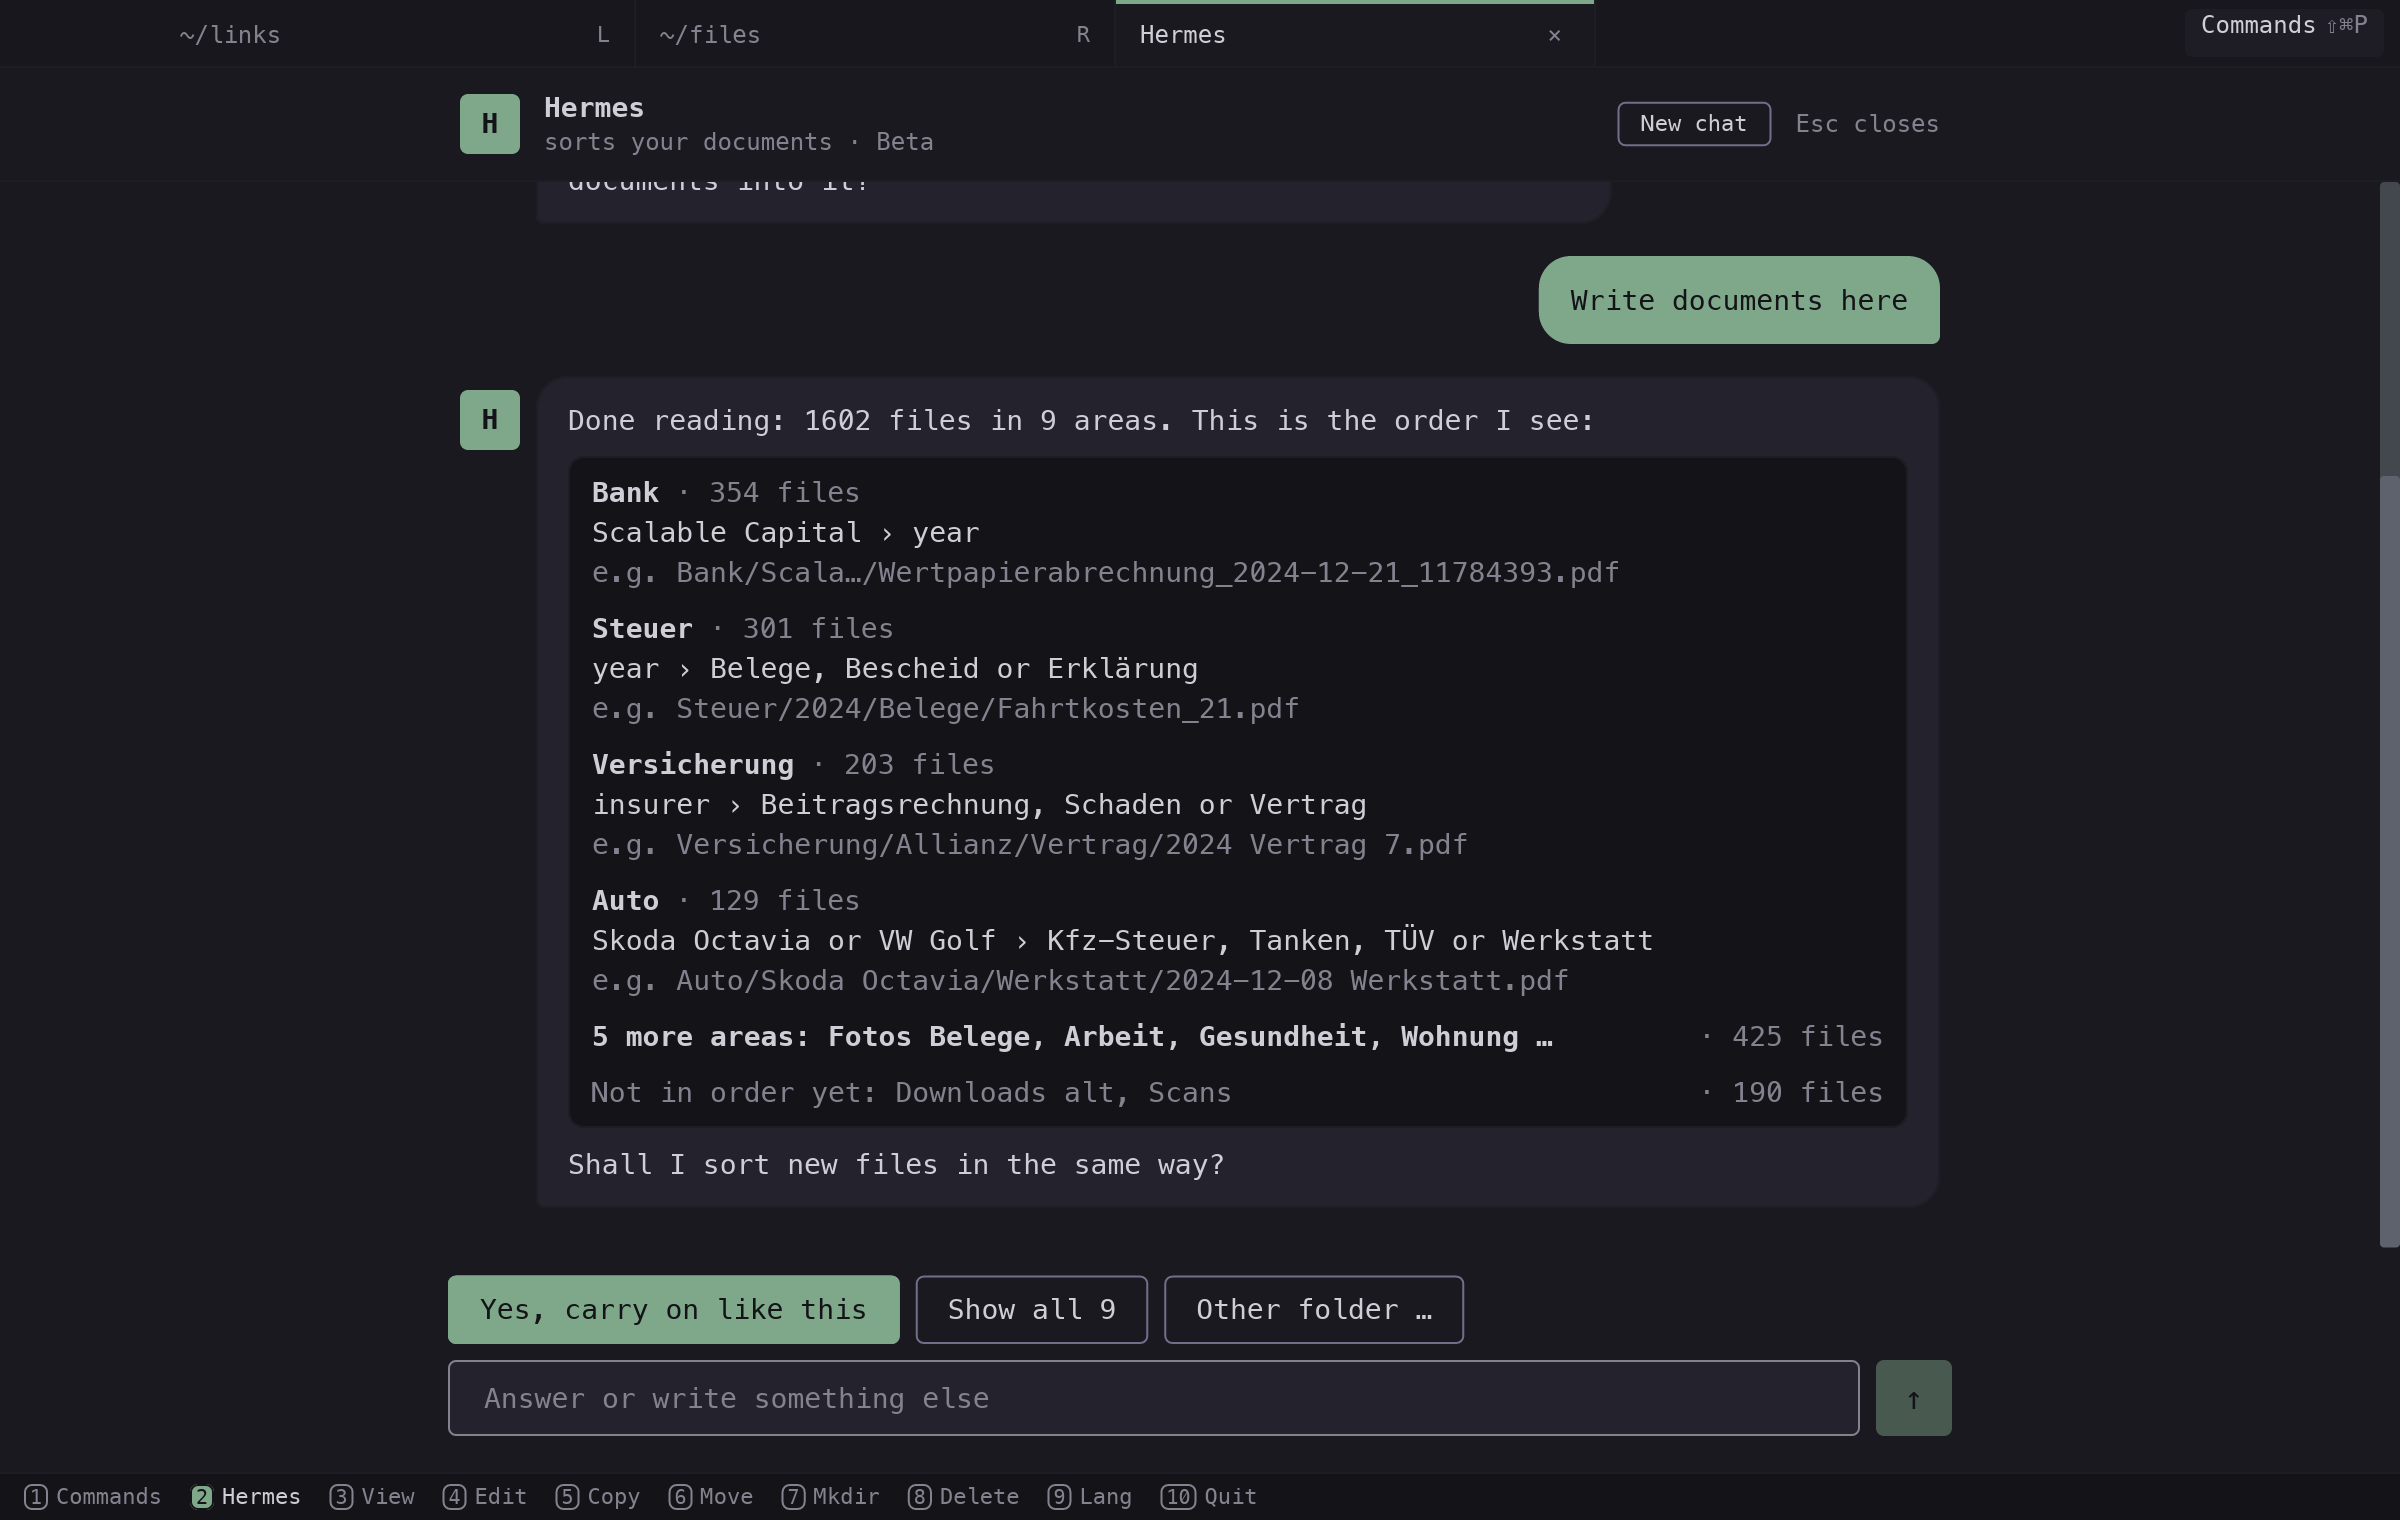 ~/links L ~/files R Hermes × Commands ⇧⌘P
H Hermes New chat Esc closes
sorts your documents · Beta
documents into it?
Write documents here
H Done reading: 1602 files in 9 areas. This is the order I see:
Bank · 354 files
Scalable Capital › year
e.g. Bank/Scala…/Wertpapierabrechnung_2024-12-21_11784393.pdf
Steuer · 301 files
year › Belege, Bescheid or Erklärung
e.g. Steuer/2024/Belege/Fahrtkosten_21.pdf
Versicherung · 203 files
insurer › Beitragsrechnung, Schaden or Vertrag
e.g. Versicherung/Allianz/Vertrag/2024 Vertrag 7.pdf
Auto · 129 files
Skoda Octavia or VW Golf › Kfz-Steuer, Tanken, TÜV or Werkstatt
e.g. Auto/Skoda Octavia/Werkstatt/2024-12-08 Werkstatt.pdf
5 more areas: Fotos Belege, Arbeit, Gesundheit, Wohnung … · 425 files
Not in order yet: Downloads alt, Scans · 190 files
Shall I sort new files in the same way?
Yes, carry on like this Show all 9 Other folder …
Answer or write something else ↑
1 Commands 2 Hermes 3 View 4 Edit 5 Copy 6 Move 7 Mkdir 8 Delete 9 Lang 10 Quit